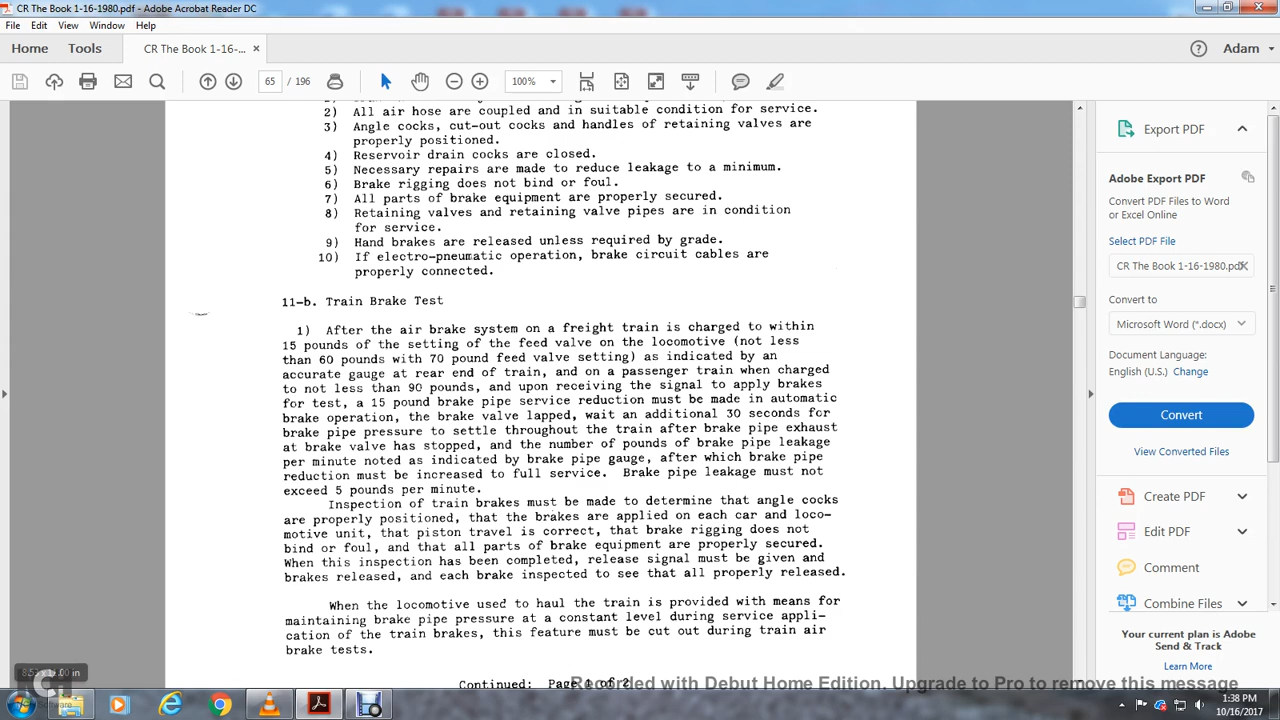 CR The Book 1-16-1980.pdf - Adobe Acrobat Reader DC
File Edit View Window Help
Home Tools CR The Book 1-16-... × Adam
65 / 196 100%
2) All air hose are coupled and in suitable condition for service.
3) Angle cocks, cut-out cocks and handles of retaining valves are
properly positioned.
4) Reservoir drain cocks are closed.
5) Necessary repairs are made to reduce leakage to a minimum.
6) Brake rigging does not bind or foul.
7) All parts of brake equipment are properly secured.
8) Retaining valves and retaining valve pipes are in condition
for service.
9) Hand brakes are released unless required by grade.
10) If electro-pneumatic operation, brake circuit cables are
properly connected.
11-b. Train Brake Test
1) After the air brake system on a freight train is charged to within
15 pounds of the setting of the feed valve on the locomotive (not less
than 60 pounds with 70 pound feed valve setting) as indicated by an
accurate gauge at rear end of train, and on a passenger train when charged
to not less than 90 pounds, and upon receiving the signal to apply brakes
for test, a 15 pound brake pipe service reduction must be made in automatic
brake operation, the brake valve lapped, wait an additional 30 seconds for
brake pipe pressure to settle throughout the train after brake pipe exhaust
at brake valve has stopped, and the number of pounds of brake pipe leakage
per minute noted as indicated by brake pipe gauge, after which brake pipe
reduction must be increased to full service. Brake pipe leakage must not
exceed 5 pounds per minute.
Inspection of train brakes must be made to determine that angle cocks
are properly positioned, that the brakes are applied on each car and loco-
motive unit, that piston travel is correct, that brake rigging does not
bind or foul, and that all parts of brake equipment are properly secured.
When this inspection has been completed, release signal must be given and
brakes released, and each brake inspected to see that all properly released.
When the locomotive used to haul the train is provided with means for
maintaining brake pipe pressure at a constant level during service appli-
cation of the train brakes, this feature must be cut out during train air
brake tests.
Continued: Page 1 of 2
8.53 x 11.00 in
Export PDF
Adobe Export PDF
Convert PDF Files to Word
or Excel Online
Select PDF File
CR The Book 1-16-1980.pdf
Convert to
Microsoft Word (*.docx)
Document Language:
English (U.S.) Change
Convert
View Converted Files
Create PDF
Edit PDF
Comment
Combine Files
Your current plan is Adobe
Send & Track
Learn More
Recorded with Debut Home Edition. Upgrade to Pro to remove this message
1:38 PM
10/16/2017